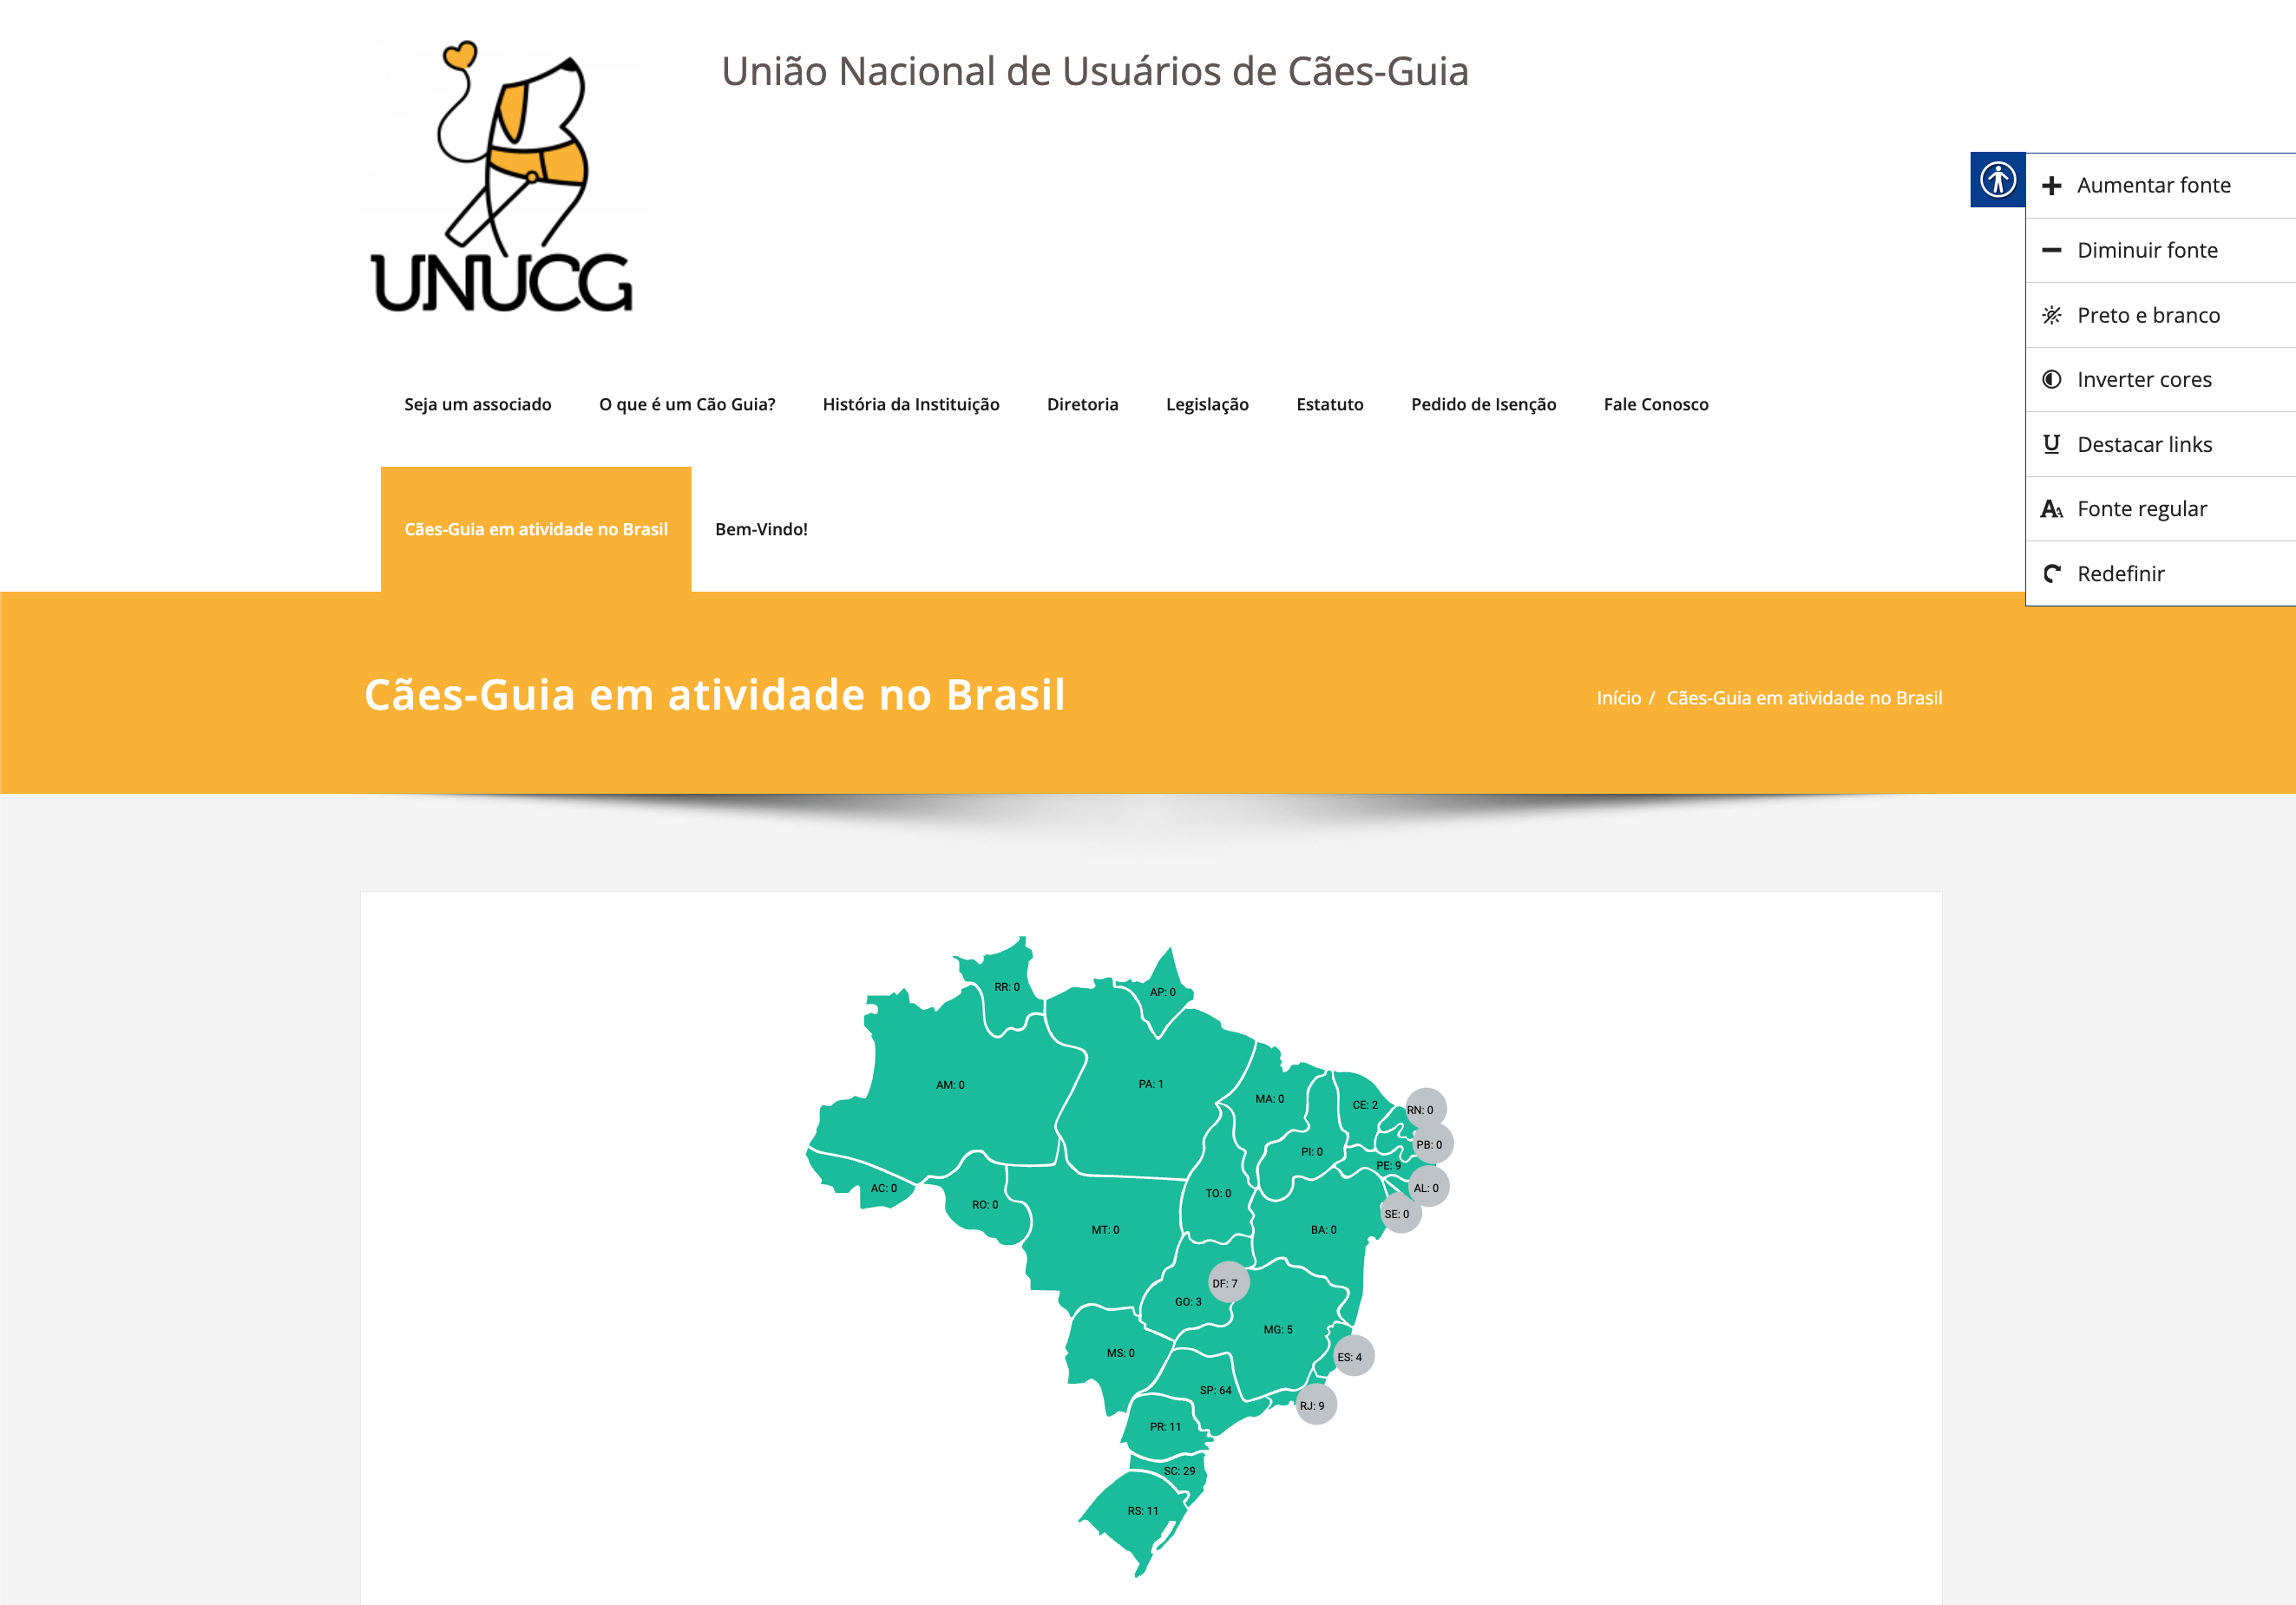 União Nacional de Usuários de Cães-Guia
UNUCG
Aumentar fonte
Diminuir fonte
Preto e branco
Inverter cores
Destacar links
Fonte regular
Redefinir
Seja um associado O que é um Cão Guia? História da Instituição Diretoria Legislação Estatuto Pedido de Isenção Fale Conosco
Cães-Guia em atividade no Brasil Bem-Vindo!
Cães-Guia em atividade no Brasil
Início / Cães-Guia em atividade no Brasil
RR: 0
AP: 0
AM: 0
PA: 1
MA: 0
CE: 2
RN: 0
PB: 0
PI: 0
PE: 9
AC: 0
AL: 0
TO: 0
RO: 0
SE: 0
MT: 0
BA: 0
DF: 7
GO: 3
MG: 5
MS: 0
ES: 4
SP: 64
RJ: 9
PR: 11
SC: 29
RS: 11